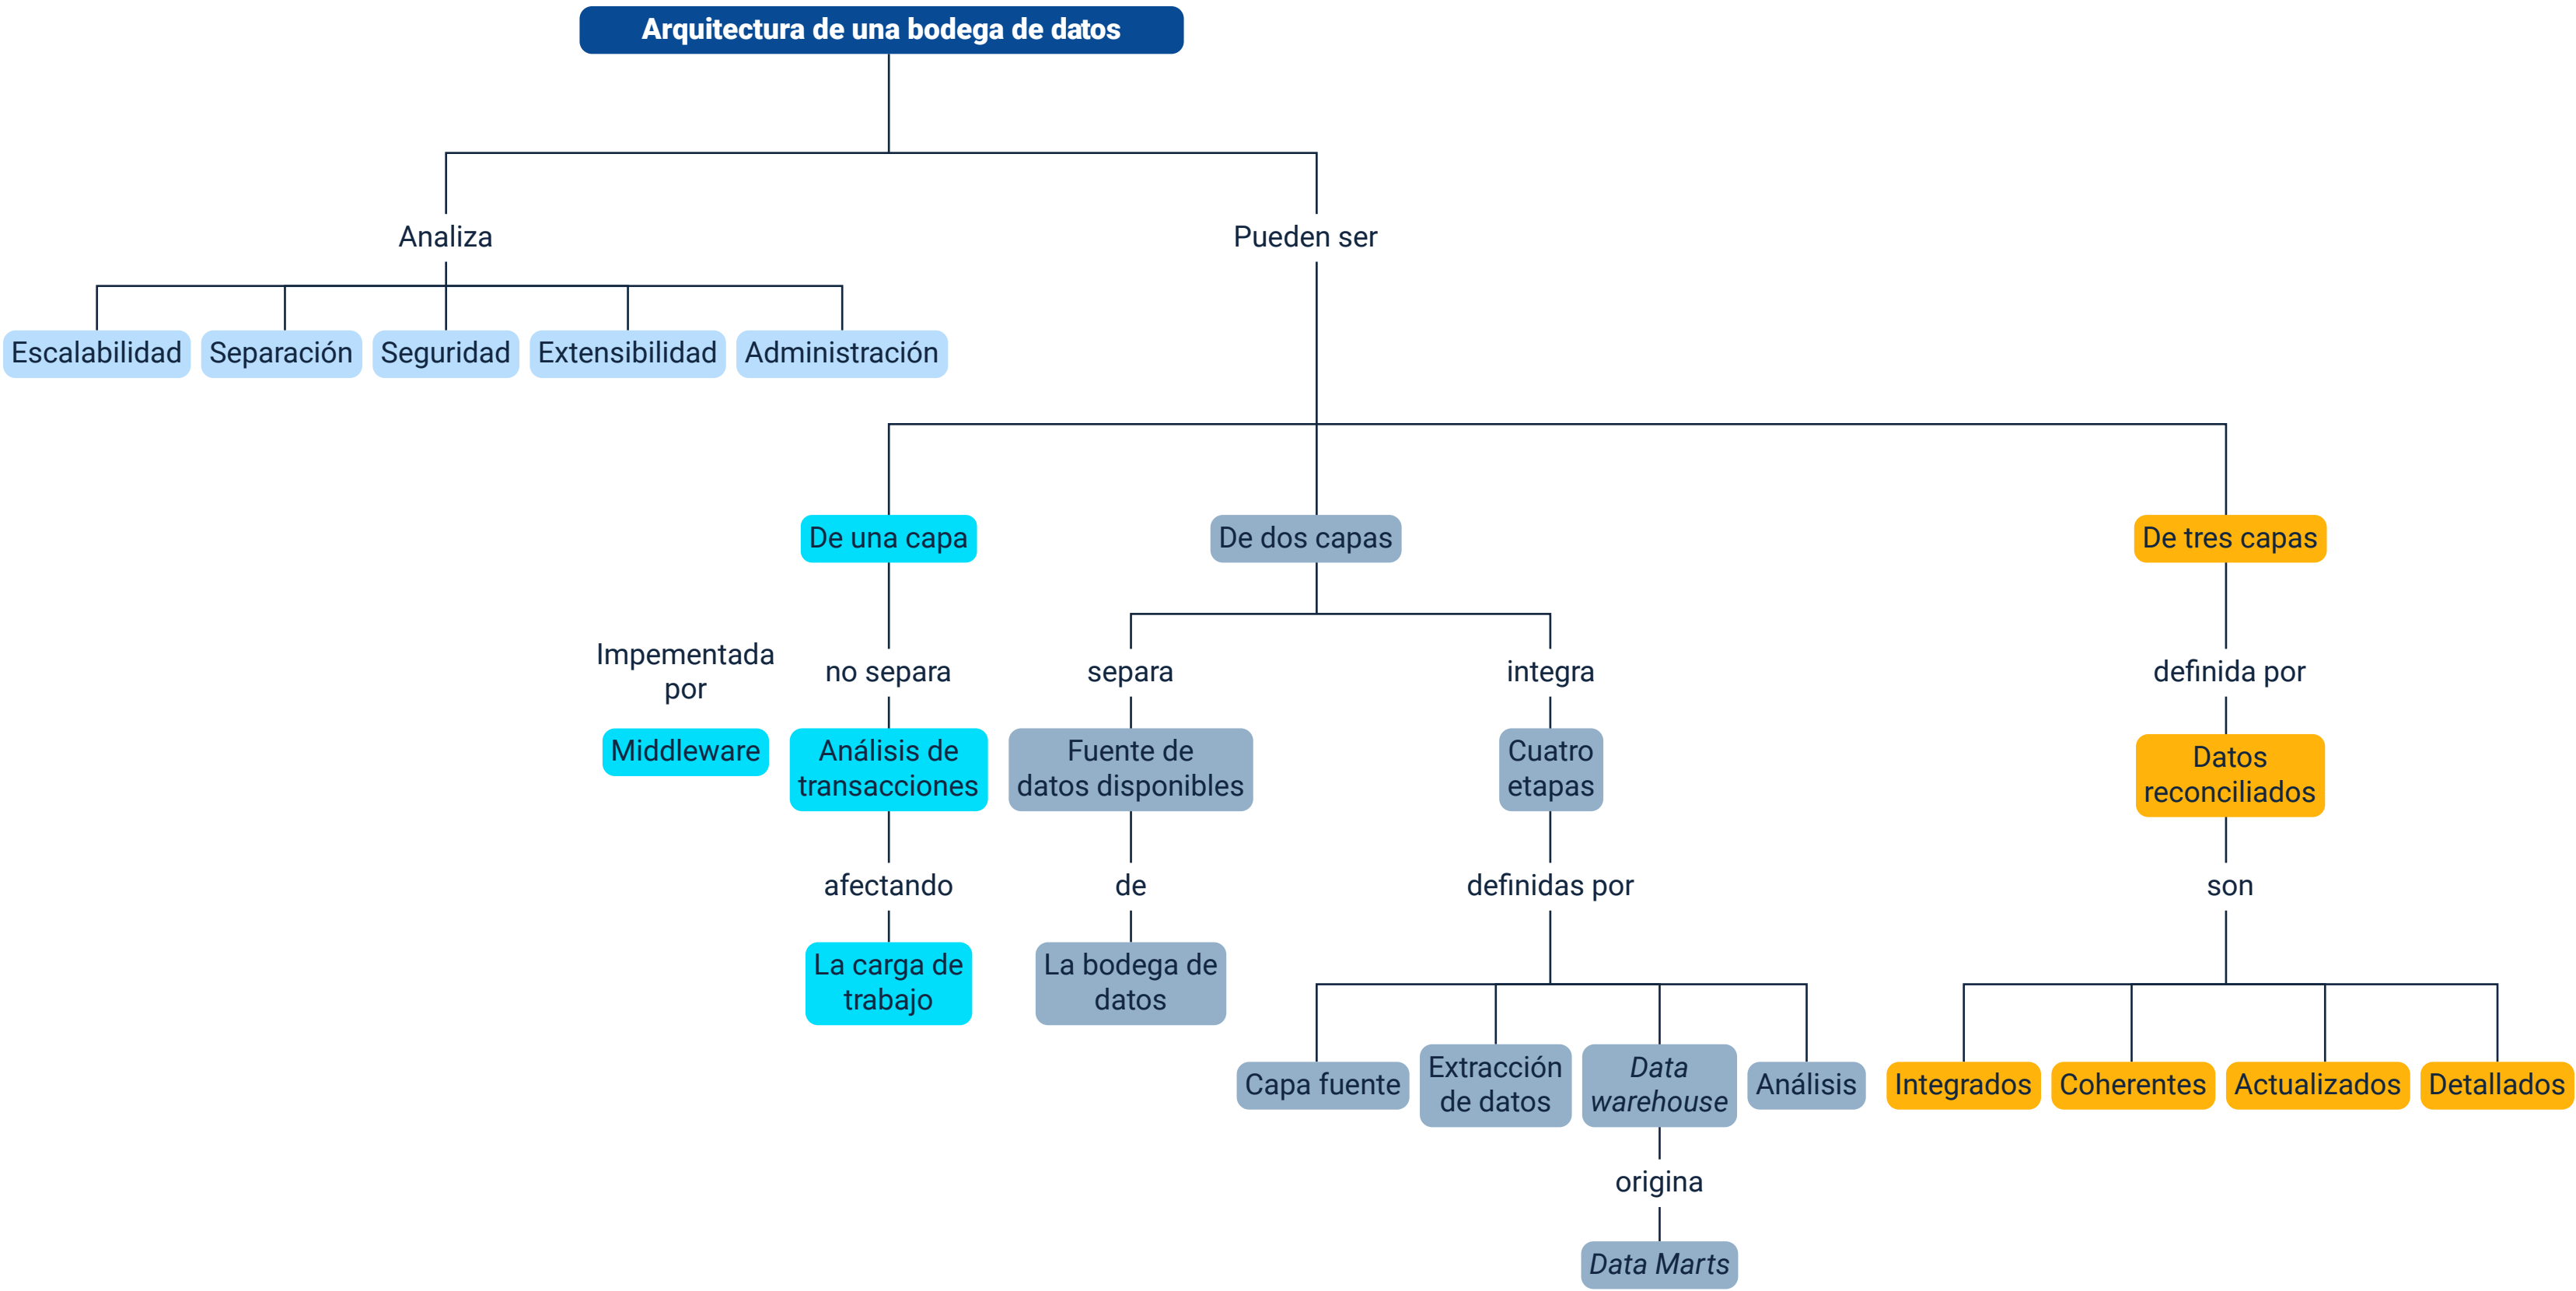 Arquitectura de una bodega de datos
Analiza
Pueden ser
Escalabilidad
Separación
Seguridad
Extensibilidad
Administración
De una capa
De dos capas
De tres capas
Impementada
por
no separa
separa
integra
definida por
Middleware
Análisis de
transacciones
Fuente de
datos disponibles
Cuatro
etapas
Datos
reconciliados
afectando
de
definidas por
son
La carga de
trabajo
La bodega de
datos
Capa fuente
Extracción
de datos
Data
warehouse
Análisis
Integrados
Coherentes
Actualizados
Detallados
origina
Data Marts